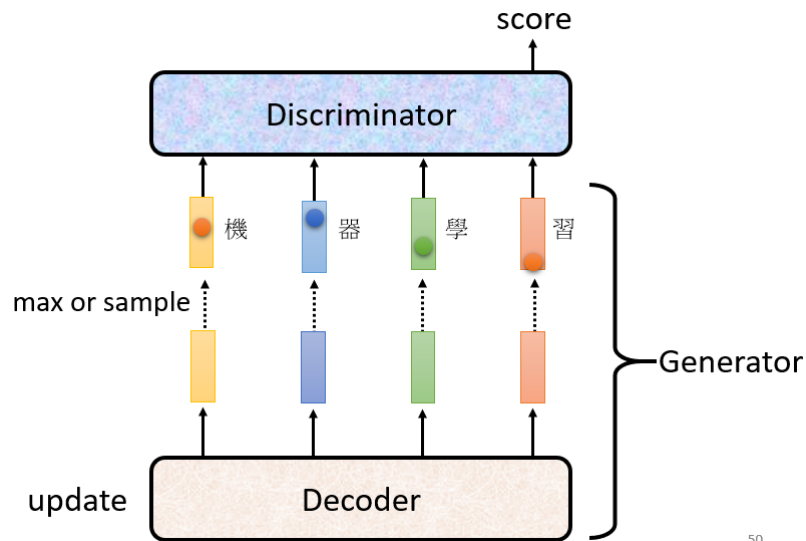 score
Discriminator
機 器 學 習
max or sample
Generator
update
Decoder
50